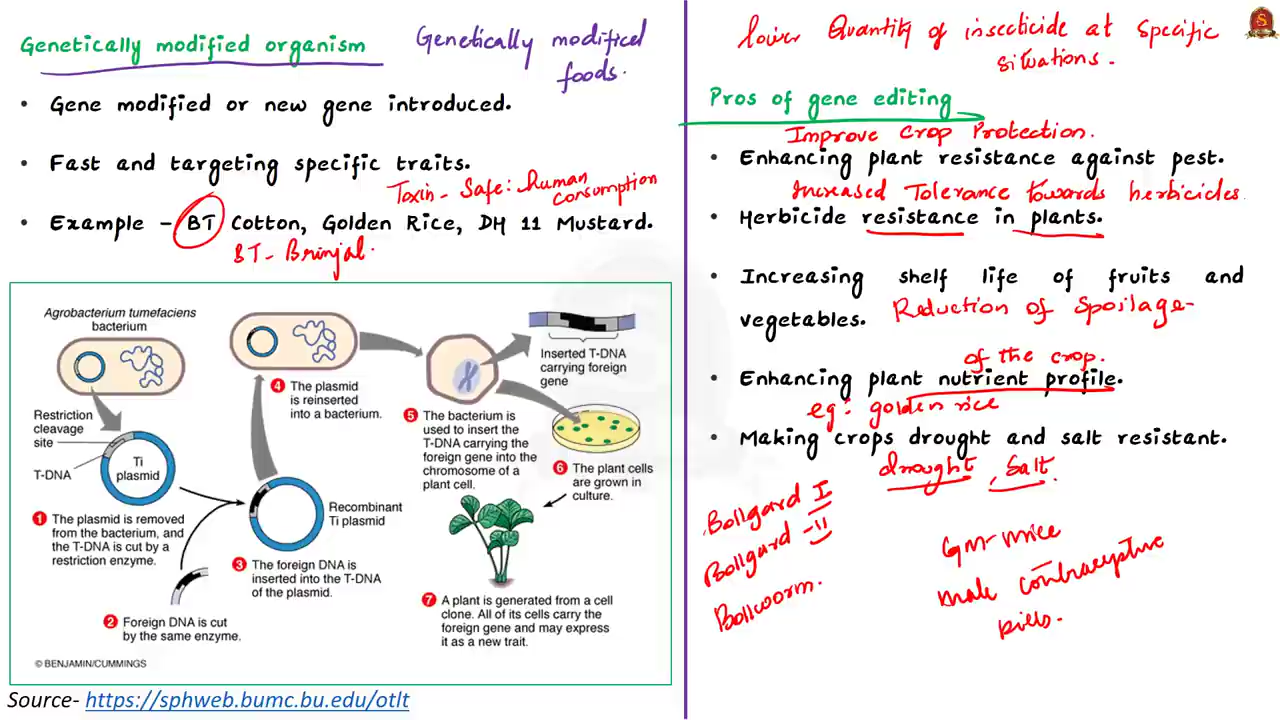 Genetically modified organism
Genetically modified
foods.
• Gene modified or new gene introduced.
• Fast and targeting specific traits.
Toxin - Safe: human
consumption
• Example - BT Cotton, Golden Rice, DH 11 Mustard.
BT- Brinjal.
Agrobacterium tumefaciens
bacterium
Restriction
cleavage
site
T-DNA
Ti
plasmid
1 The plasmid is removed
from the bacterium, and
the T-DNA is cut by a
restriction enzyme.
2 Foreign DNA is cut
by the same enzyme.
3 The foreign DNA is
inserted into the T-DNA
of the plasmid.
Recombinant
Ti plasmid
4 The plasmid
is reinserted
into a bacterium.
5 The bacterium is
used to insert the
T-DNA carrying the
foreign gene into the
chromosome of a
plant cell.
Inserted T-DNA
carrying foreign
gene
6 The plant cells
are grown in
culture.
7 A plant is generated from a cell
clone. All of its cells carry the
foreign gene and may express
it as a new trait.
© BENJAMIN/CUMMINGS
Source- https://sphweb.bumc.bu.edu/otlt
lower Quantity of insecticide at specific
situations.
Pros of gene editing
Improve Crop Protection.
• Enhancing plant resistance against pest.
Increased Tolerance towards herbicides.
• Herbicide resistance in plants.
• Increasing shelf life of fruits and
vegetables. Reduction of Spoilage-
of the crop.
• Enhancing plant nutrient profile.
eg: golden rice
• Making crops drought and salt resistant.
drought, Salt.
Bollgard I
Bollgard - II
Bollworm.
GM-mice
male contraceptive
pills.